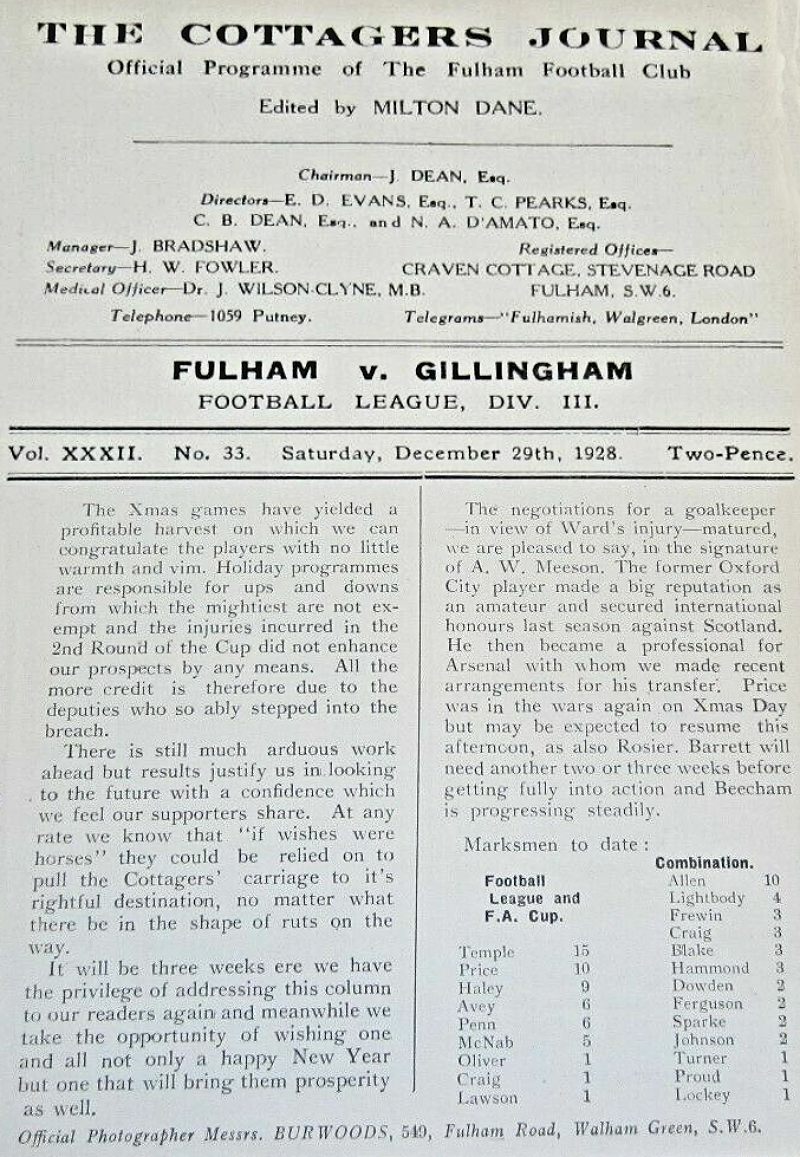 THE COTTAGERS JOURNAL
Official Programme of The Fulham Football Club
Edited by MILTON DANE.
Chairman—J. DEAN, Esq.
Directors—E. D. EVANS, Esq., T. C. PEARKS, Esq.
C. B. DEAN, Esq., and N. A. D'AMATO, Esq.
Manager—J. BRADSHAW.
Secretary—H. W. FOWLER.
Medical Officer—Dr. J. WILSON-CLYNE, M.B.
Registered Offices—
CRAVEN COTTAGE, STEVENAGE ROAD
FULHAM, S.W.6.
Telephone—1059 Putney.
Telegrams—"Fulhamish, Walgreen, London"
FULHAM v. GILLINGHAM
FOOTBALL LEAGUE, DIV. III.
Vol. XXXII. No. 33. Saturday, December 29th, 1928. Two-Pence.
The Xmas games have yielded a
profitable harvest on which we can
congratulate the players with no little
warmth and vim. Holiday programmes
are responsible for ups and downs
from which the mightiest are not ex-
empt and the injuries incurred in the
2nd Round of the Cup did not enhance
our prospects by any means. All the
more credit is therefore due to the
deputies who so ably stepped into the
breach.
There is still much arduous work
ahead but results justify us in looking
to the future with a confidence which
we feel our supporters share. At any
rate we know that "if wishes were
horses" they could be relied on to
pull the Cottagers' carriage to it's
rightful destination, no matter what
there be in the shape of ruts on the
way.
It will be three weeks ere we have
the privilege of addressing this column
to our readers again and meanwhile we
take the opportunity of wishing one
and all not only a happy New Year
but one that will bring them prosperity
as well.
The negotiations for a goalkeeper
—in view of Ward's injury—matured,
we are pleased to say, in the signature
of A. W. Meeson. The former Oxford
City player made a big reputation as
an amateur and secured international
honours last season against Scotland.
He then became a professional for
Arsenal with whom we made recent
arrangements for his transfer. Price
was in the wars again on Xmas Day
but may be expected to resume this
afternoon, as also Rosier. Barrett will
need another two or three weeks before
getting fully into action and Beecham
is progressing steadily.
Marksmen to date :
Football
League and
F.A. Cup.
Temple 15
Price 10
Haley 9
Avey 6
Penn 6
McNab 5
Oliver 1
Craig 1
Lawson 1
Combination.
Allen 10
Lightbody 4
Frewin 3
Craig 3
Blake 3
Hammond 3
Dowden 2
Ferguson 2
Sparke 2
Johnson 2
Turner 1
Proud 1
Lockey 1
Official Photographer Messrs. BURWOODS, 549, Fulham Road, Walham Green, S.W.6.